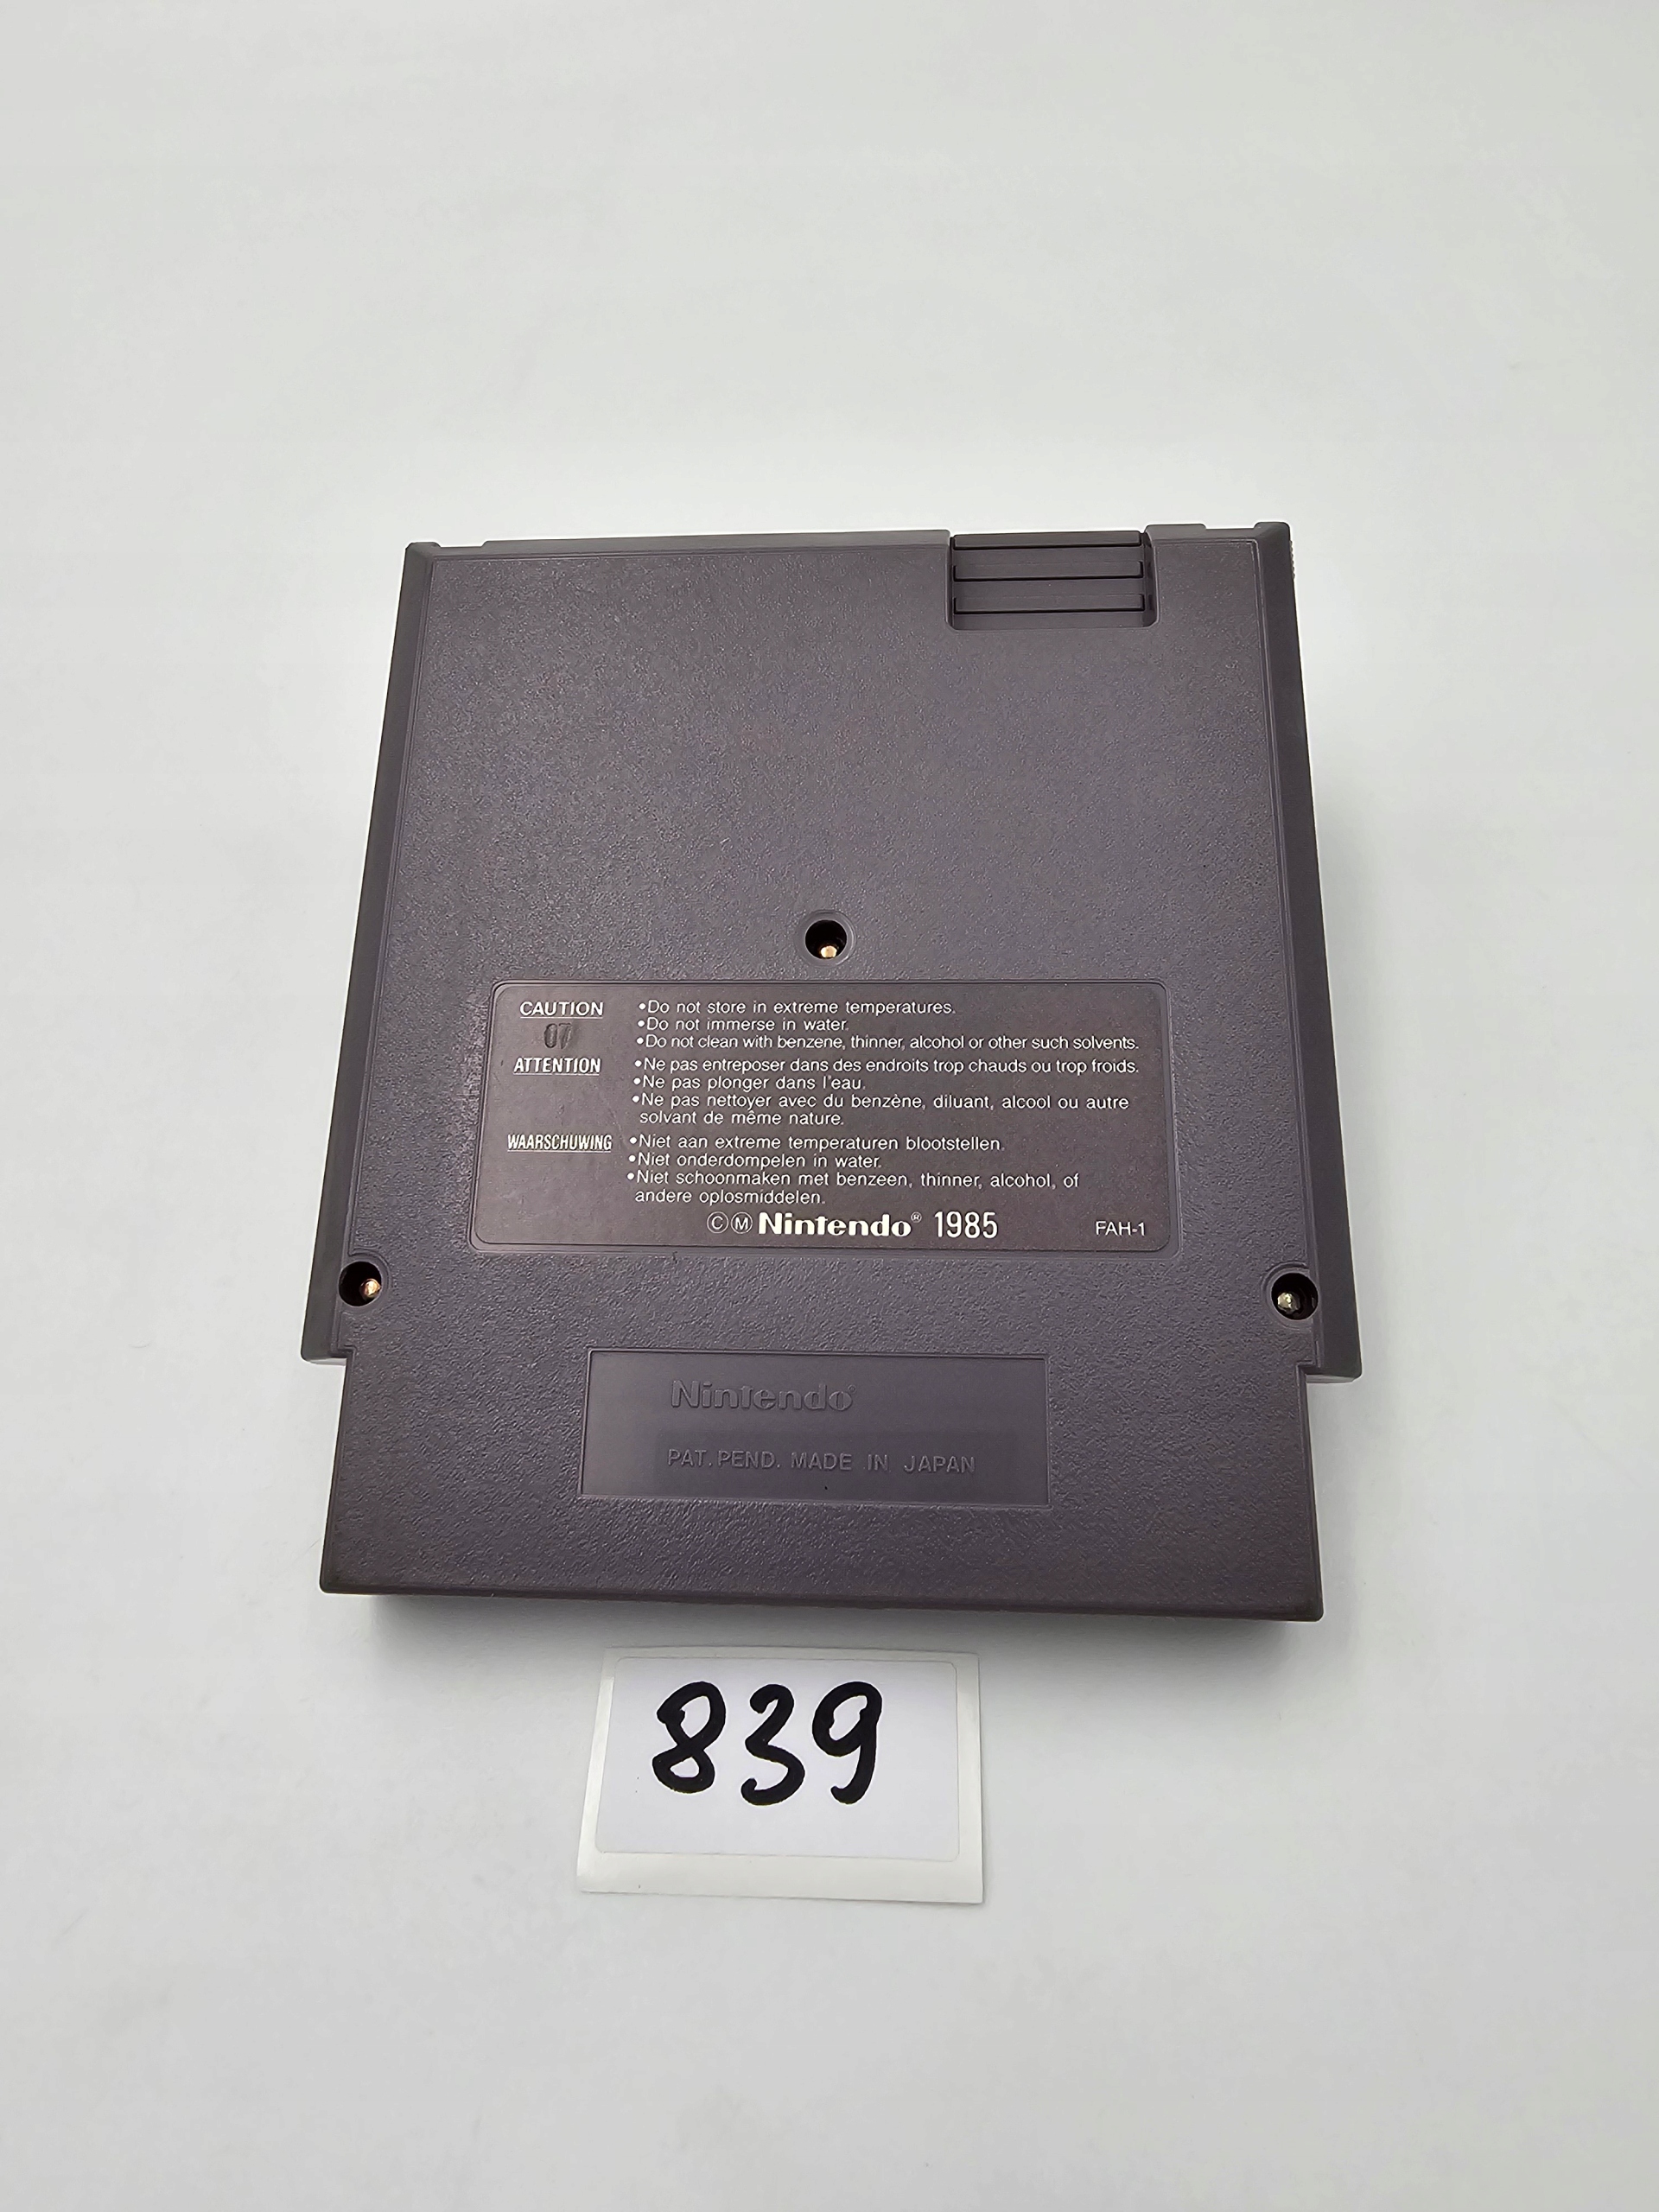 CAUTION •Do not store in extreme temperatures.
•Do not immerse in water.
07
•Do not clean with benzene, thinner, alcohol or other such solvents.
ATTENTION •Ne pas entreposer dans des endroits trop chauds ou trop froids.
•Ne pas plonger dans l'eau.
•Ne pas nettoyer avec du benzène, diluant, alcool ou autre
solvant de même nature.
WAARSCHUWING •Niet aan extreme temperaturen blootstellen.
•Niet onderdompelen in water.
•Niet schoonmaken met benzeen, thinner, alcohol, of
andere oplosmiddelen.
ⒸⓂ Nintendo® 1985 FAH-1
Nintendo®
PAT. PEND. MADE IN JAPAN
839